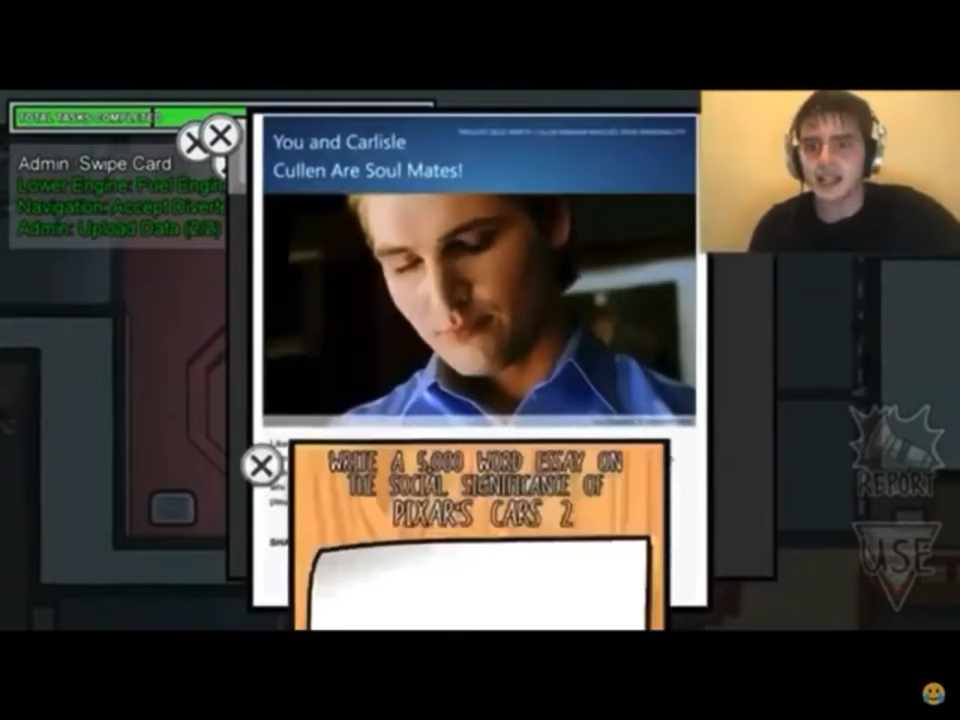 TOTAL TASKS COMPLETED
Admin: Swipe Card
Lower Engine: Fuel Engin
Navigation: Accept Divert
Admin: Upload Data (2/2)
You and Carlisle
Cullen Are Soul Mates!
WRITE A 5,000 WORD ESSAY ON
THE SOCIAL SIGNIFICANCE OF
PIXAR'S CARS 2
SHA
REPORT
USE